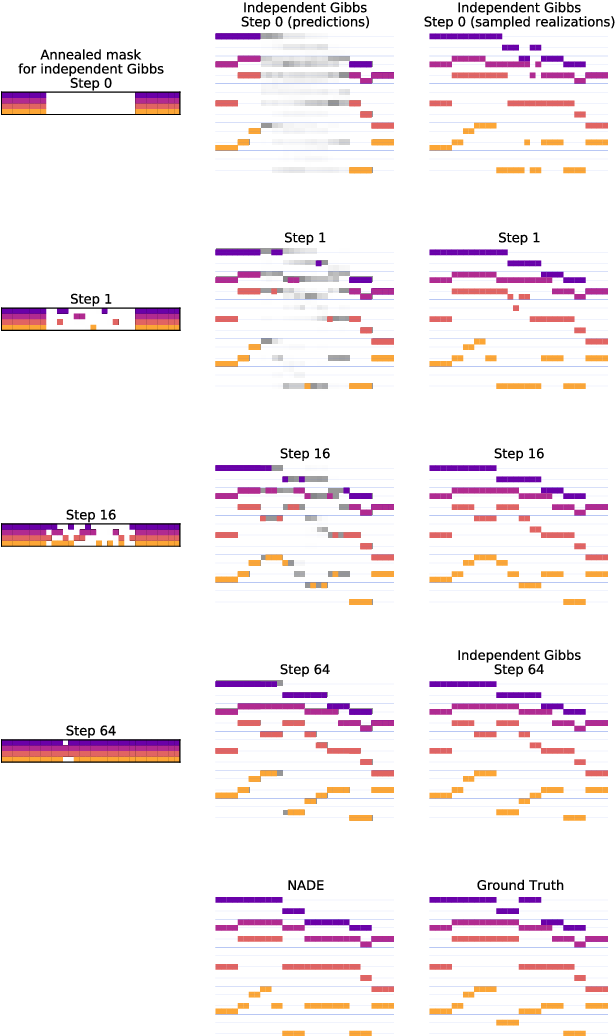 Annealed mask
for independent Gibbs
Step 0
Independent Gibbs
Step 0 (predictions)
Independent Gibbs
Step 0 (sampled realizations)
Step 1
Step 1
Step 1
Step 16
Step 16
Step 16
Step 64
Step 64
Independent Gibbs
Step 64
NADE
Ground Truth